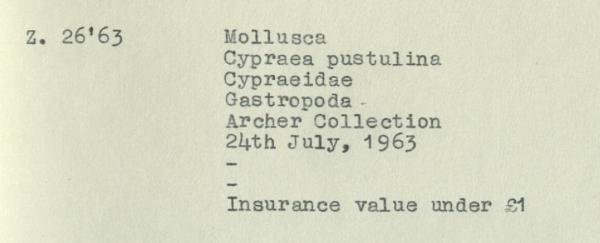 Z. 26'63 Mollusca
Cypraea pustulina
Cypraeidae
Gastropoda -
Archer Collection
24th July, 1963
-
-
Insurance value under £1